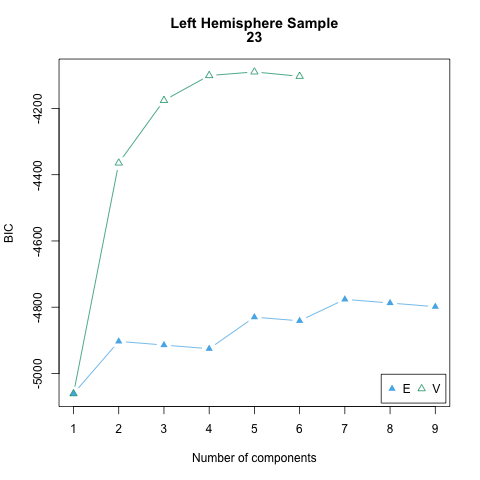 Left Hemisphere Sample
23
BIC
-4200
-4400
-4600
-4800
-5000
1 2 3 4 5 6 7 8 9
Number of components
E V